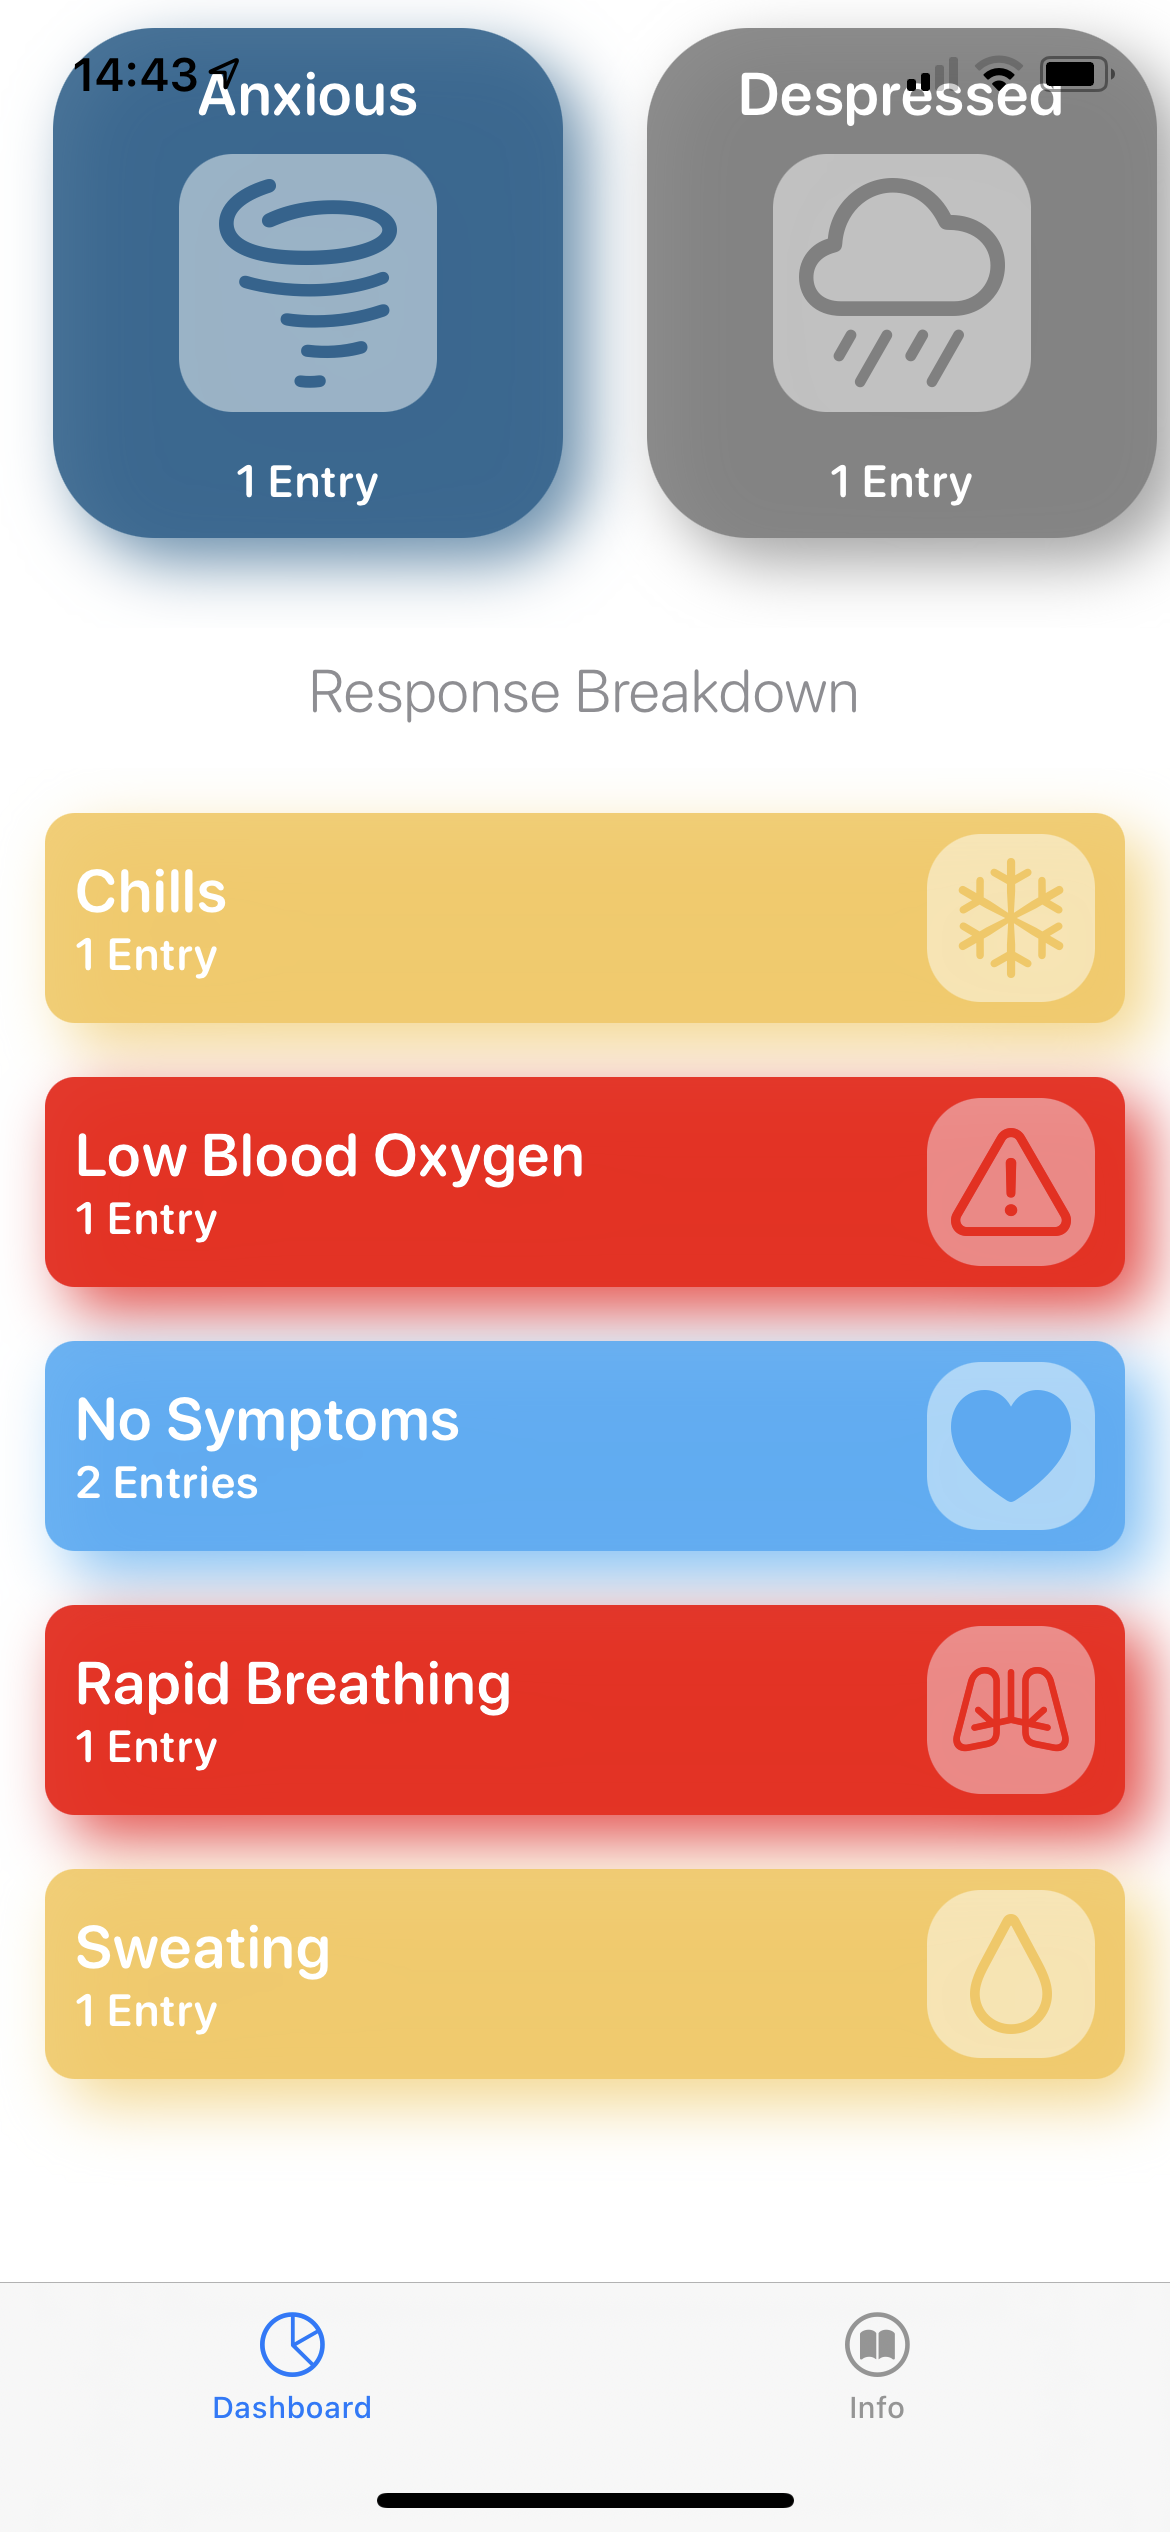 14:43
Anxious
Despressed
1 Entry
1 Entry
Response Breakdown
Chills
1 Entry
Low Blood Oxygen
1 Entry
No Symptoms
2 Entries
Rapid Breathing
1 Entry
Sweating
1 Entry
Dashboard
Info